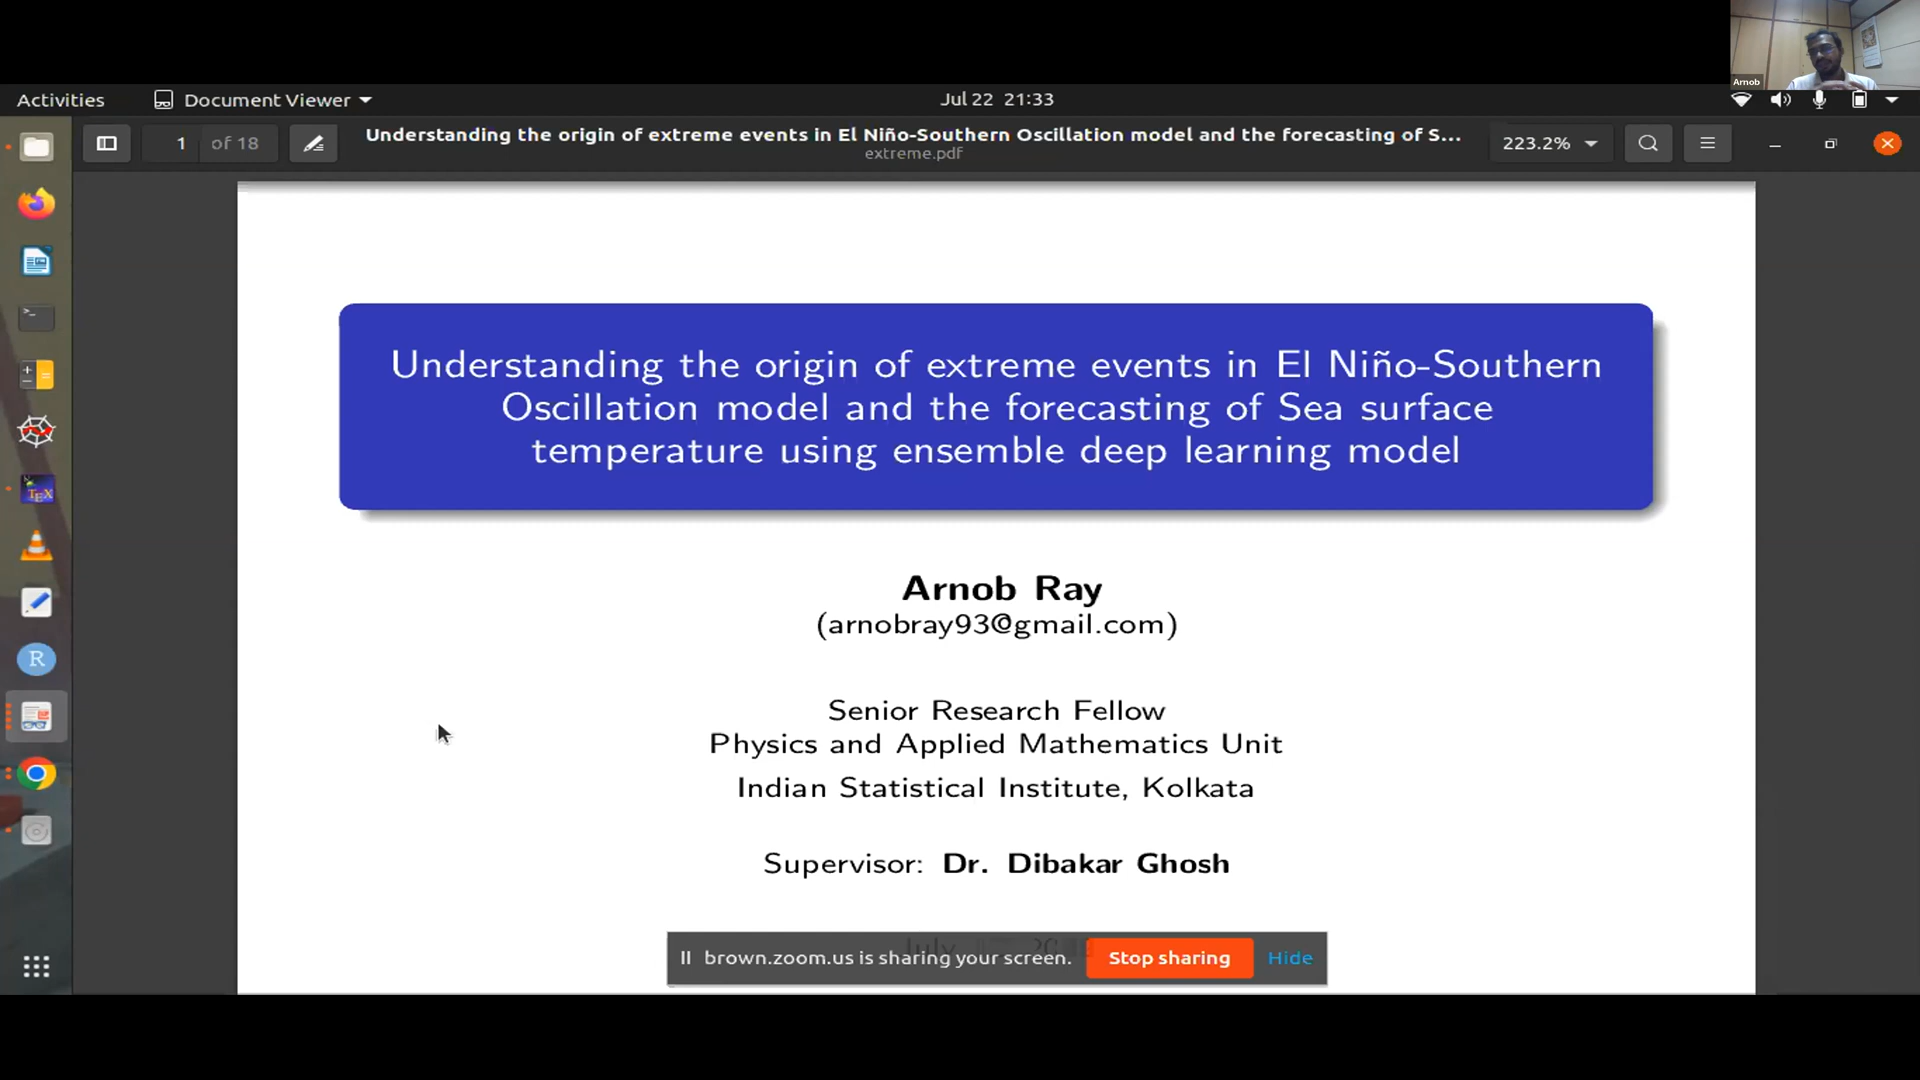 Arnob
Activities
Document Viewer
Jul 22 21:33
1 of 18
Understanding the origin of extreme events in El Niño-Southern Oscillation model and the forecasting of S...
extreme.pdf
223.2%
Understanding the origin of extreme events in El Niño-Southern
Oscillation model and the forecasting of Sea surface
temperature using ensemble deep learning model
Arnob Ray
(arnobray93@gmail.com)
Senior Research Fellow
Physics and Applied Mathematics Unit
Indian Statistical Institute, Kolkata
Supervisor: Dr. Dibakar Ghosh
brown.zoom.us is sharing your screen.
Stop sharing
Hide
TEX
R